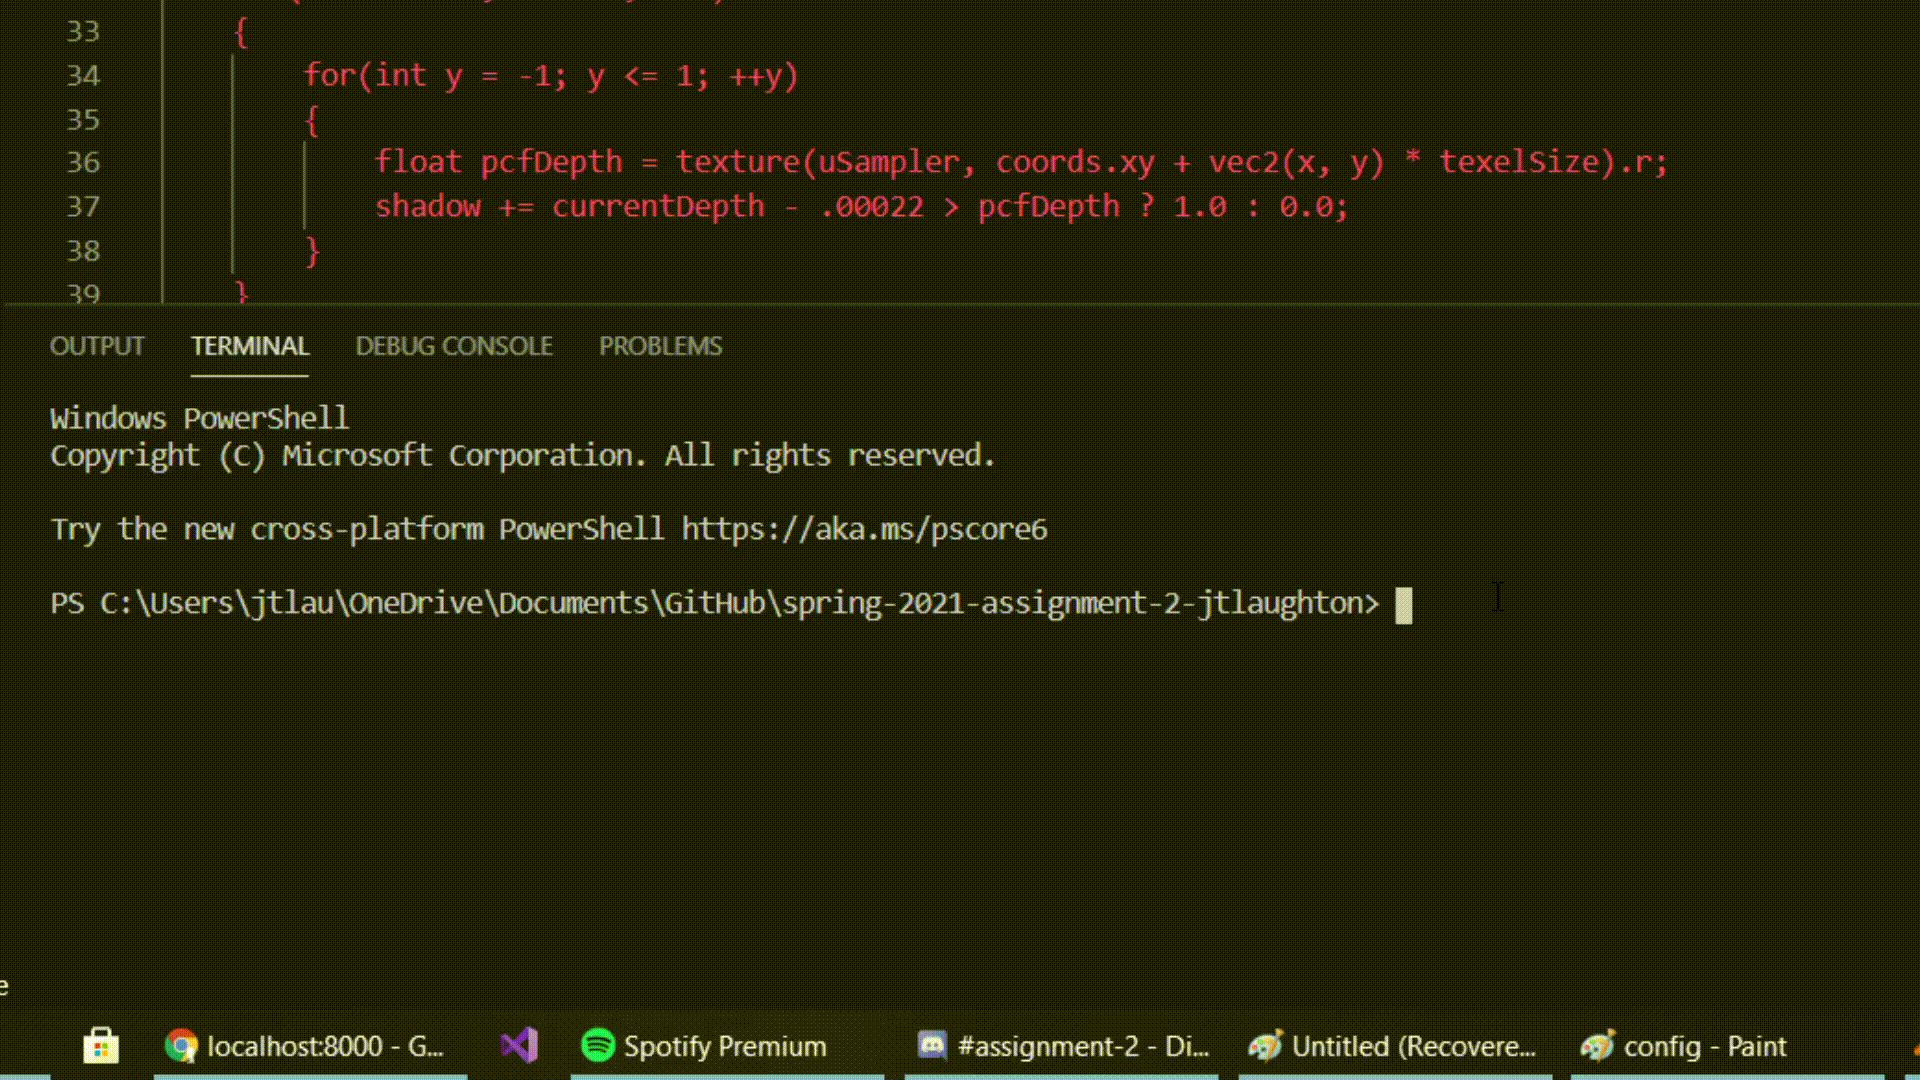 33 {
34 for(int y = -1; y <= 1; ++y)
35 {
36 float pcfDepth = texture(uSampler, coords.xy + vec2(x, y) * texelSize).r;
37 shadow += currentDepth - .00022 > pcfDepth ? 1.0 : 0.0;
38 }
39 }
OUTPUT TERMINAL DEBUG CONSOLE PROBLEMS
Windows PowerShell
Copyright (C) Microsoft Corporation. All rights reserved.
Try the new cross-platform PowerShell https://aka.ms/pscore6
PS C:\Users\jtlau\OneDrive\Documents\GitHub\spring-2021-assignment-2-jtlaughton>
e
localhost:8000 - G... Spotify Premium #assignment-2 - Di... Untitled (Recovere... config - Paint